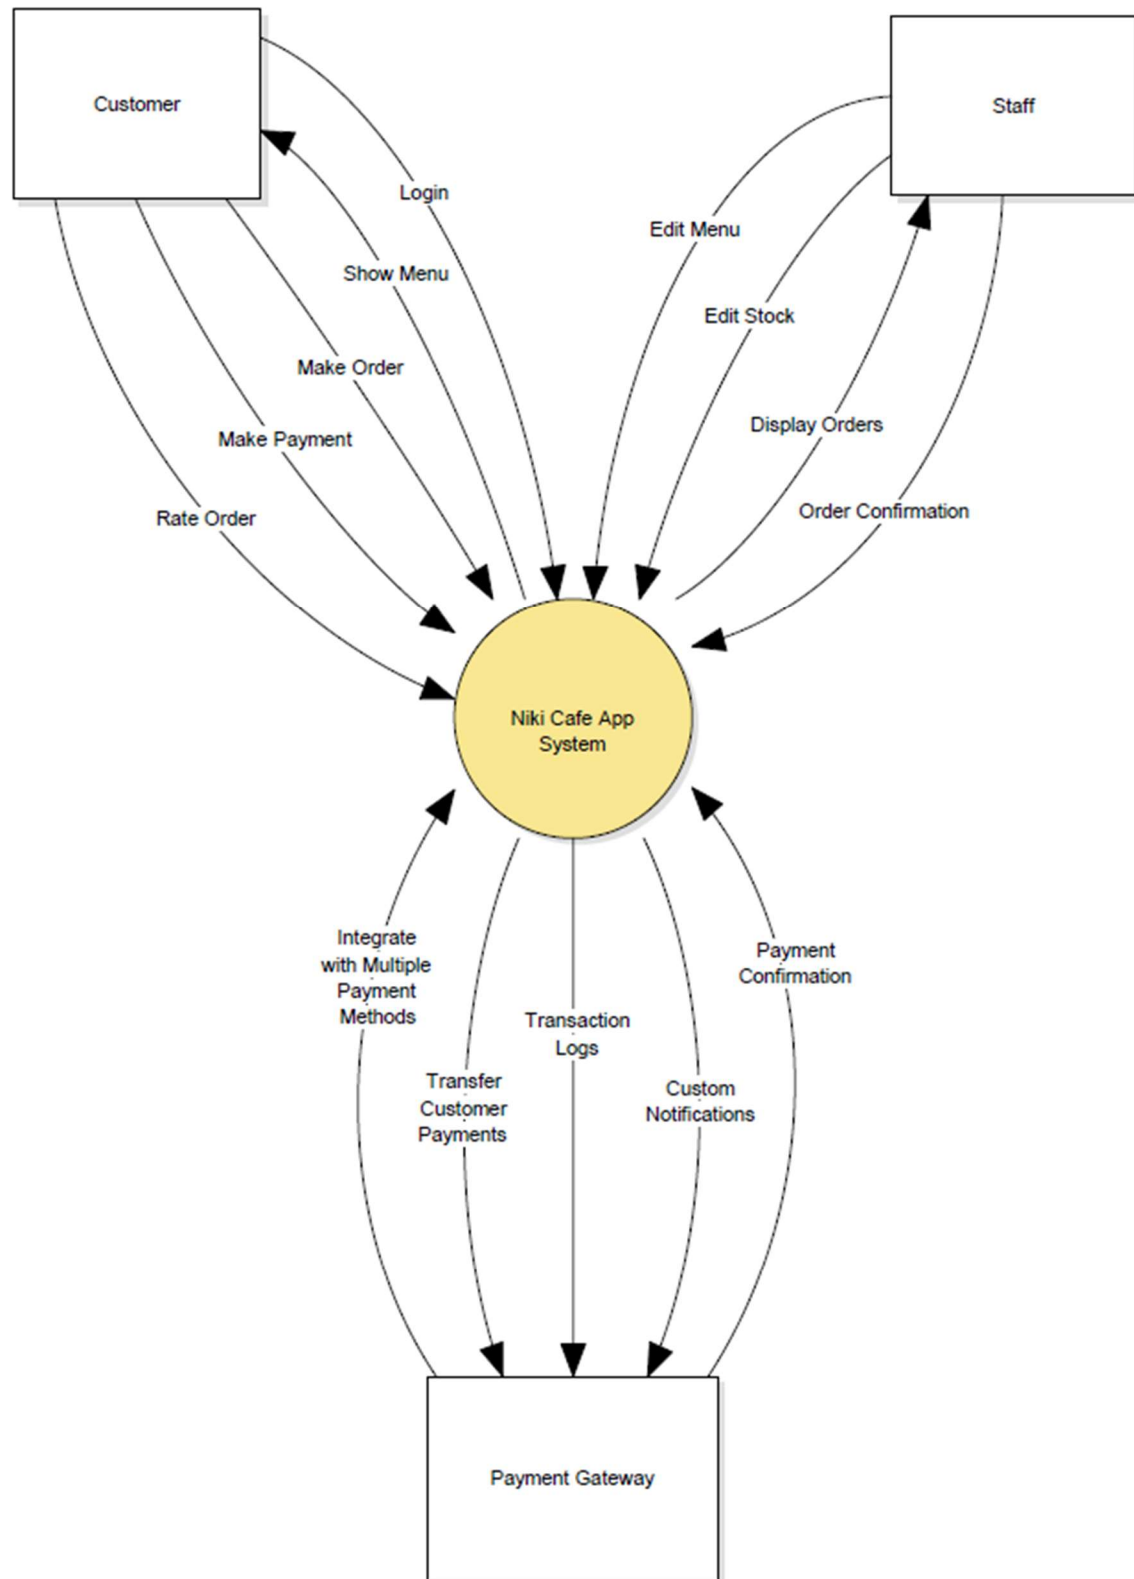 Customer
Staff
Login
Edit Menu
Show Menu
Edit Stock
Make Order
Display Orders
Make Payment
Order Confirmation
Rate Order
Niki Cafe App
System
Integrate
with Multiple
Payment
Methods
Payment
Confirmation
Transaction
Logs
Transfer
Customer
Payments
Custom
Notifications
Payment Gateway